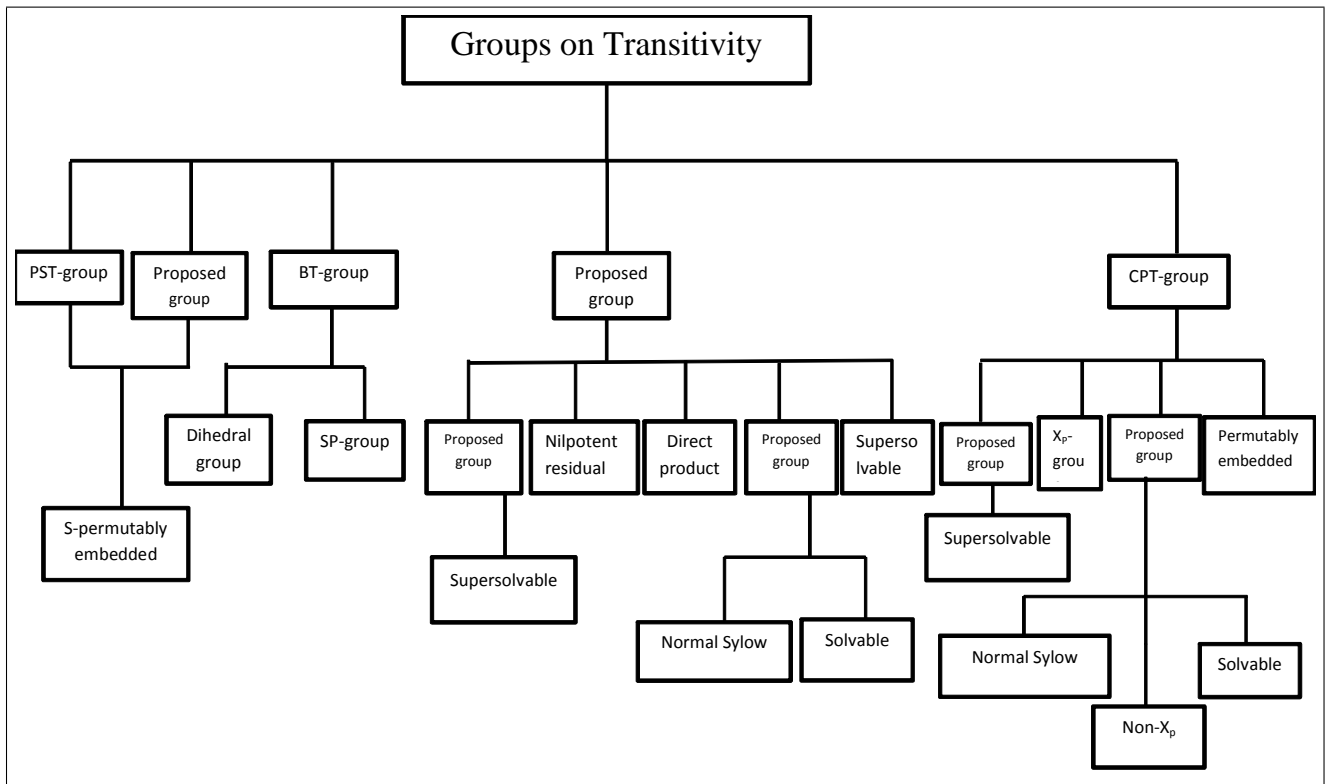 Groups on Transitivity
PST-group
Proposed
group
BT-group
Proposed
group
CPT-group
Dihedral
group
SP-group
Proposed
group
Nilpotent
residual
Direct
product
Proposed
group
Superso
lvable
Proposed
group
Xₚ-
grou
Proposed
group
Permutably
embedded
S-permutably
embedded
Supersolvable
Supersolvable
Normal Sylow
Solvable
Normal Sylow
Solvable
Non-Xₚ